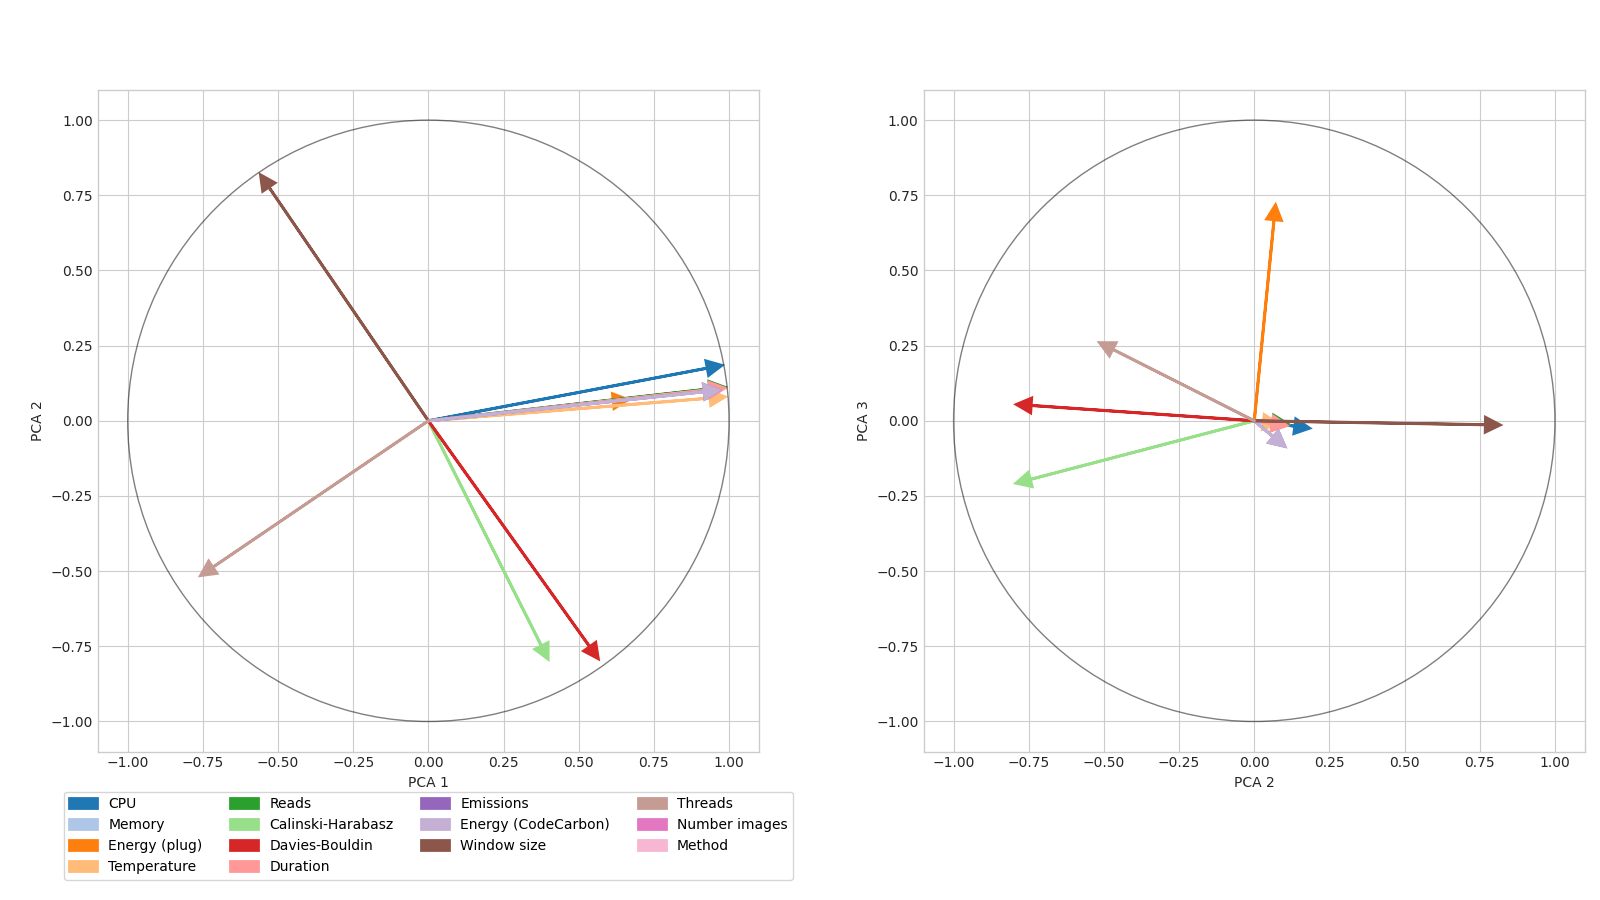 1.00
0.75
0.50
0.25
0.00
−0.25
−0.50
−0.75
−1.00
PCA 2
−1.00 −0.75 −0.50 −0.25 0.00 0.25 0.50 0.75 1.00
PCA 1
1.00
0.75
0.50
0.25
0.00
−0.25
−0.50
−0.75
−1.00
PCA 3
−1.00 −0.75 −0.50 −0.25 0.00 0.25 0.50 0.75 1.00
PCA 2
CPU Reads Emissions Threads
Memory Calinski-Harabasz Energy (CodeCarbon) Number images
Energy (plug) Davies-Bouldin Window size Method
Temperature Duration